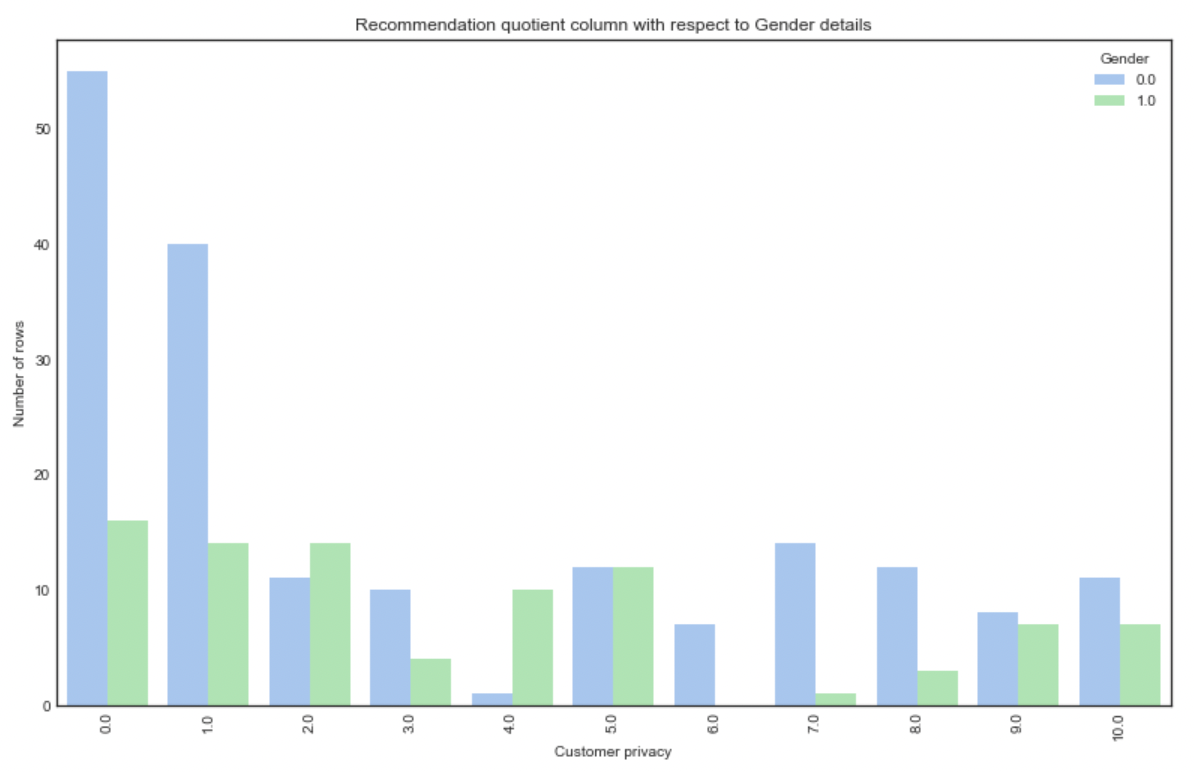 Recommendation quotient column with respect to Gender details
Gender
0.0
1.0
50
40
30
20
10
0
Number of rows
0.0 1.0 2.0 3.0 4.0 5.0 6.0 7.0 8.0 9.0 10.0
Customer privacy